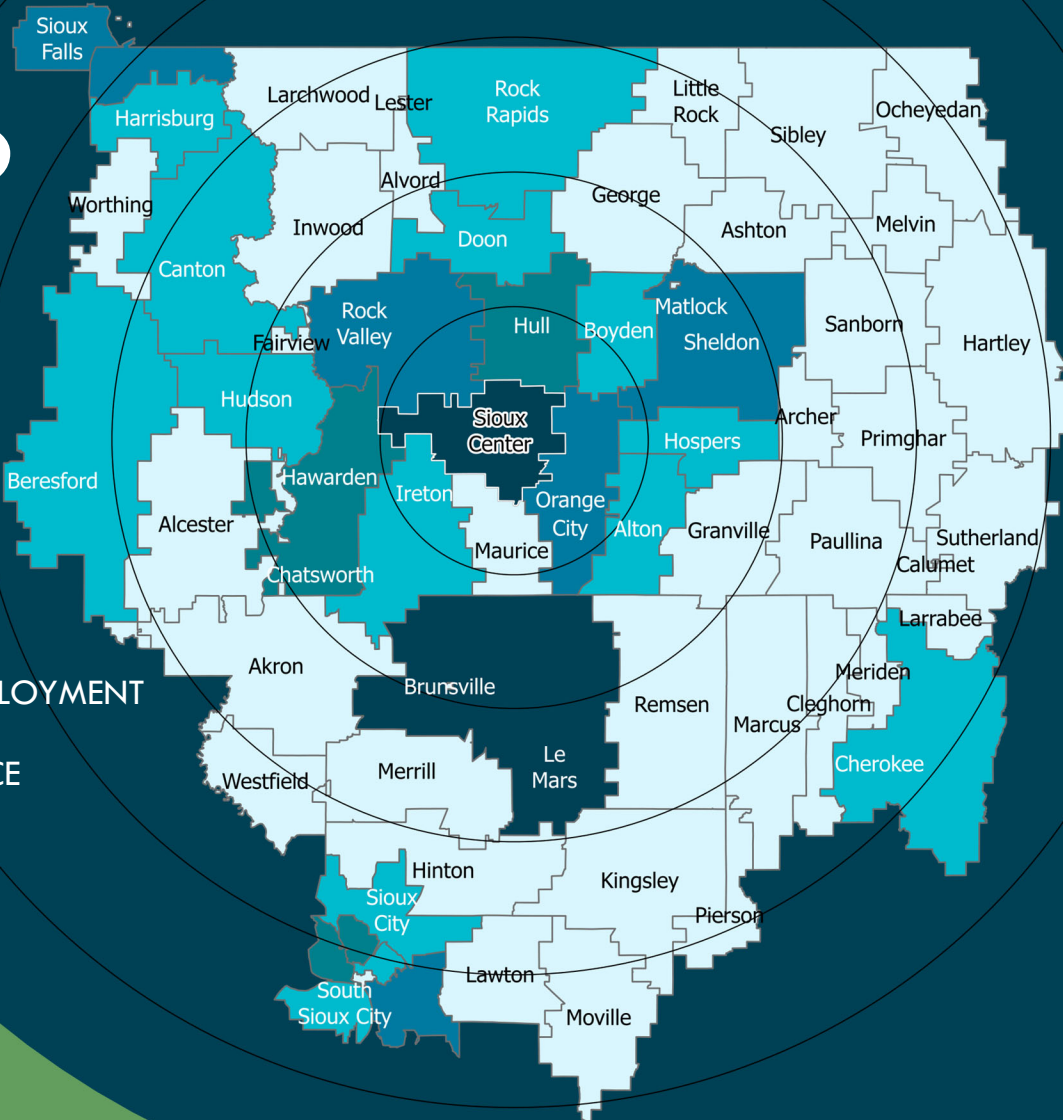 Sioux
Falls
Larchwood
Lester
Rock
Rapids
Little
Rock
Sibley
Ocheyedan
Harrisburg
Worthing
Alvord
George
Inwood
Doon
Ashton
Melvin
Canton
Rock
Valley
Hull
Boyden
Matlock
Sheldon
Sanborn
Hartley
Fairview
Hudson
Sioux
Center
Hospers
Archer
Primghar
Beresford
Hawarden
Ireton
Orange
City
Alton
Alcester
Maurice
Granville
Paullina
Sutherland
Calumet
Chatsworth
Larrabee
Akron
Brunsville
Remsen
Meriden
Cleghorn
Marcus
LOYMENT
CE
Westfield
Merrill
Le
Mars
Cherokee
Hinton
Kingsley
Sioux
City
Pierson
Lawton
South
Sioux City
Moville